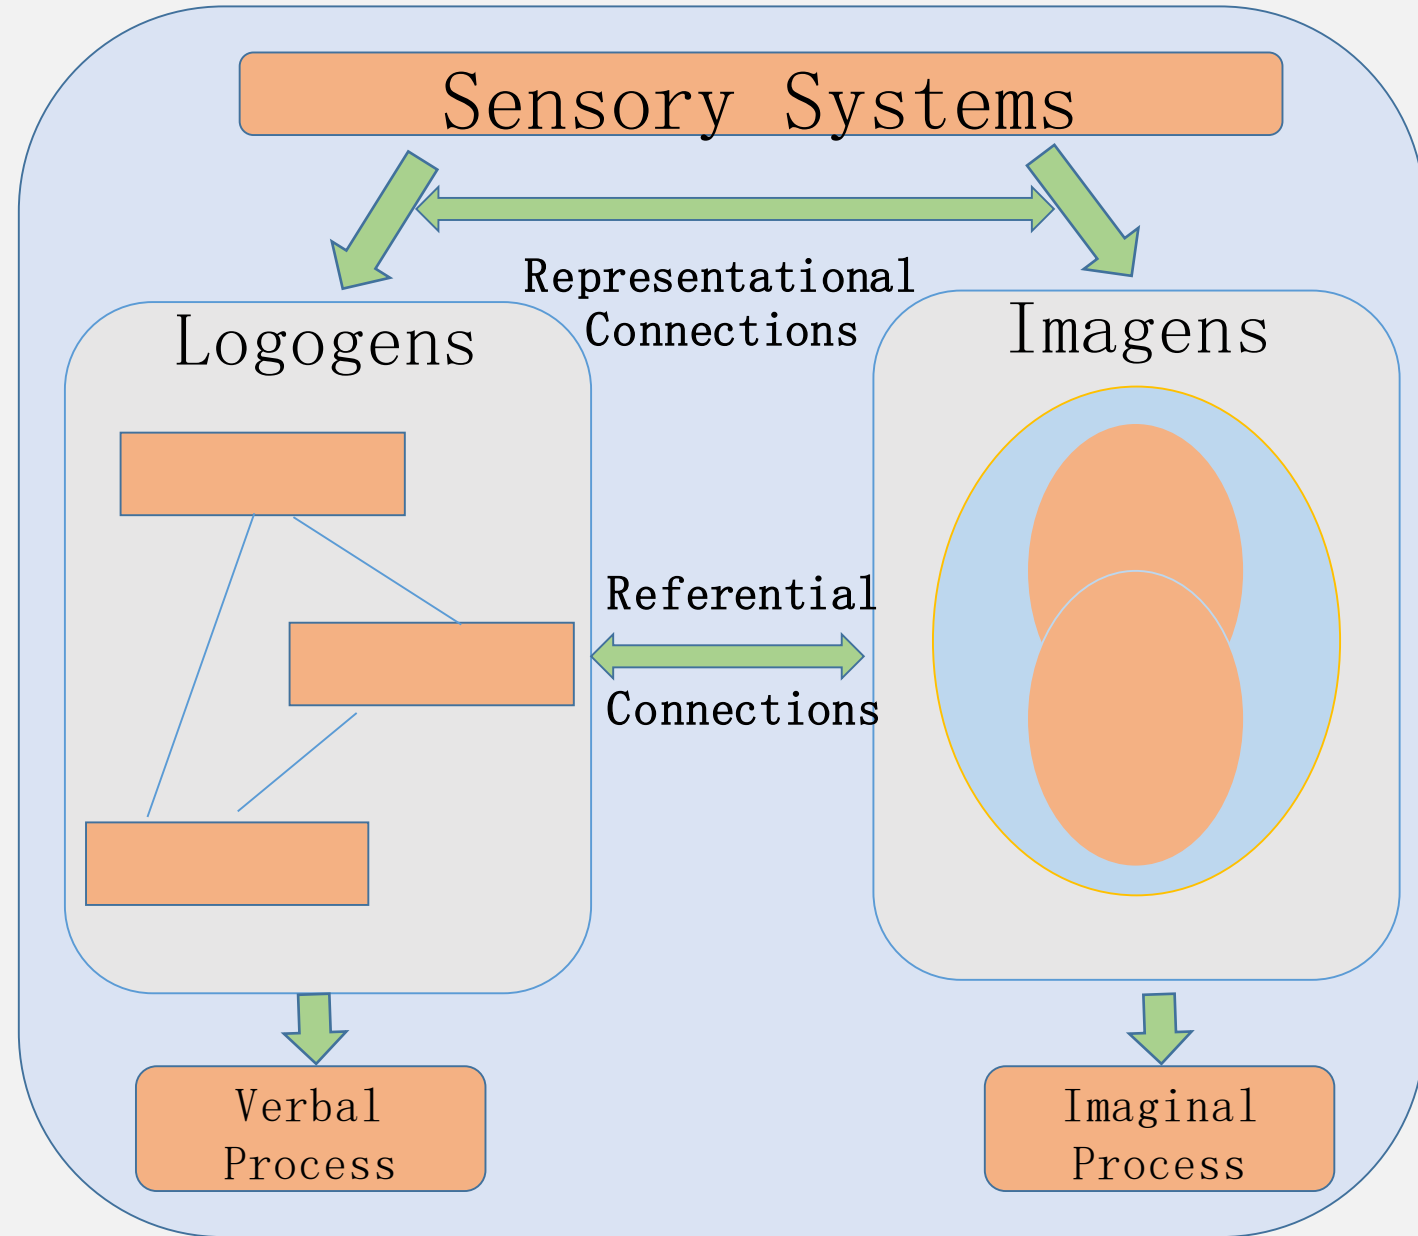 Sensory Systems
Representational
Connections
Logogens
Imagens
Referential
Connections
Verbal
Process
Imaginal
Process